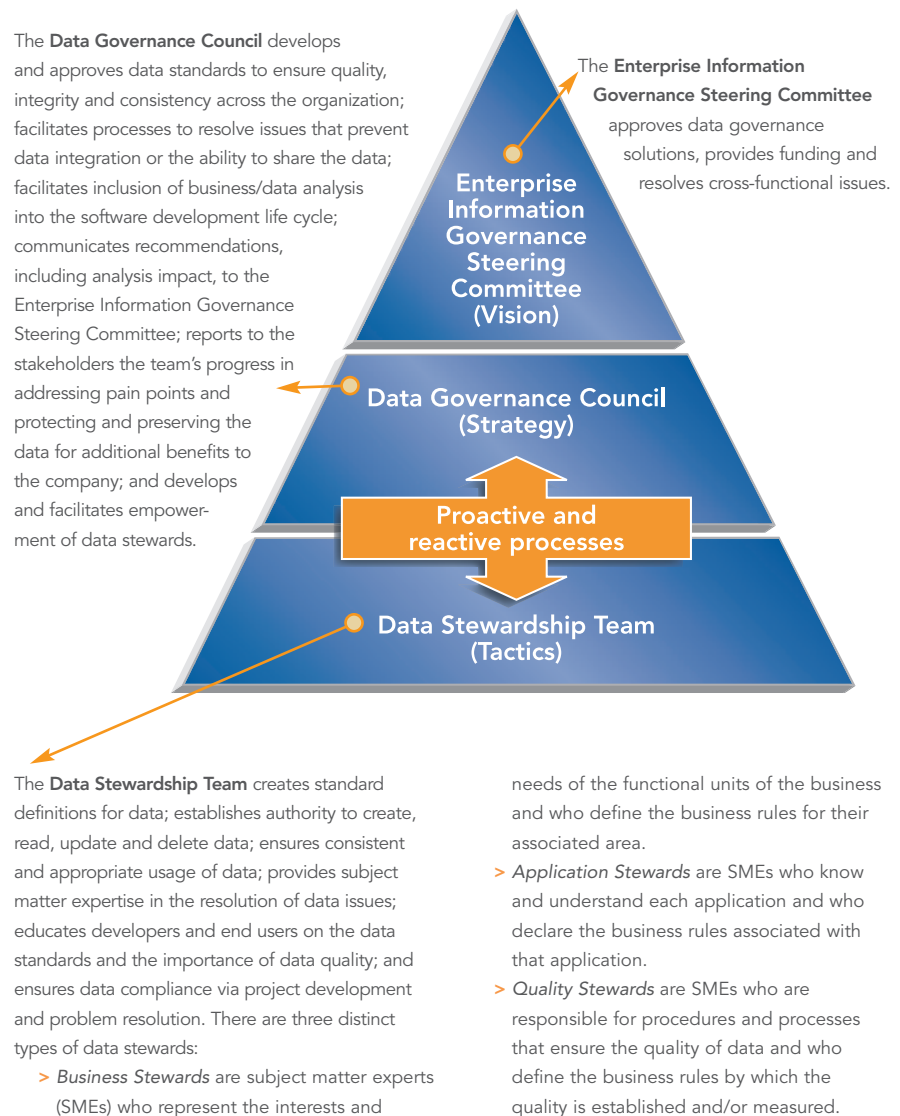 The Data Governance Council develops
and approves data standards to ensure quality,
integrity and consistency across the organization;
facilitates processes to resolve issues that prevent
data integration or the ability to share the data;
facilitates inclusion of business/data analysis
into the software development life cycle;
communicates recommendations,
including analysis impact, to the
Enterprise Information Governance
Steering Committee; reports to the
stakeholders the team's progress in
addressing pain points and
protecting and preserving the
data for additional benefits to
the company; and develops
and facilitates empower-
ment of data stewards.
The Enterprise Information
Governance Steering Committee
approves data governance
solutions, provides funding and
resolves cross-functional issues.
Enterprise
Information
Governance
Steering
Committee
(Vision)
Data Governance Council
(Strategy)
Proactive and
reactive processes
Data Stewardship Team
(Tactics)
The Data Stewardship Team creates standard
definitions for data; establishes authority to create,
read, update and delete data; ensures consistent
and appropriate usage of data; provides subject
matter expertise in the resolution of data issues;
educates developers and end users on the data
standards and the importance of data quality; and
ensures data compliance via project development
and problem resolution. There are three distinct
types of data stewards:
> Business Stewards are subject matter experts
(SMEs) who represent the interests and
needs of the functional units of the business
and who define the business rules for their
associated area.
> Application Stewards are SMEs who know
and understand each application and who
declare the business rules associated with
that application.
> Quality Stewards are SMEs who are
responsible for procedures and processes
that ensure the quality of data and who
define the business rules by which the
quality is established and/or measured.